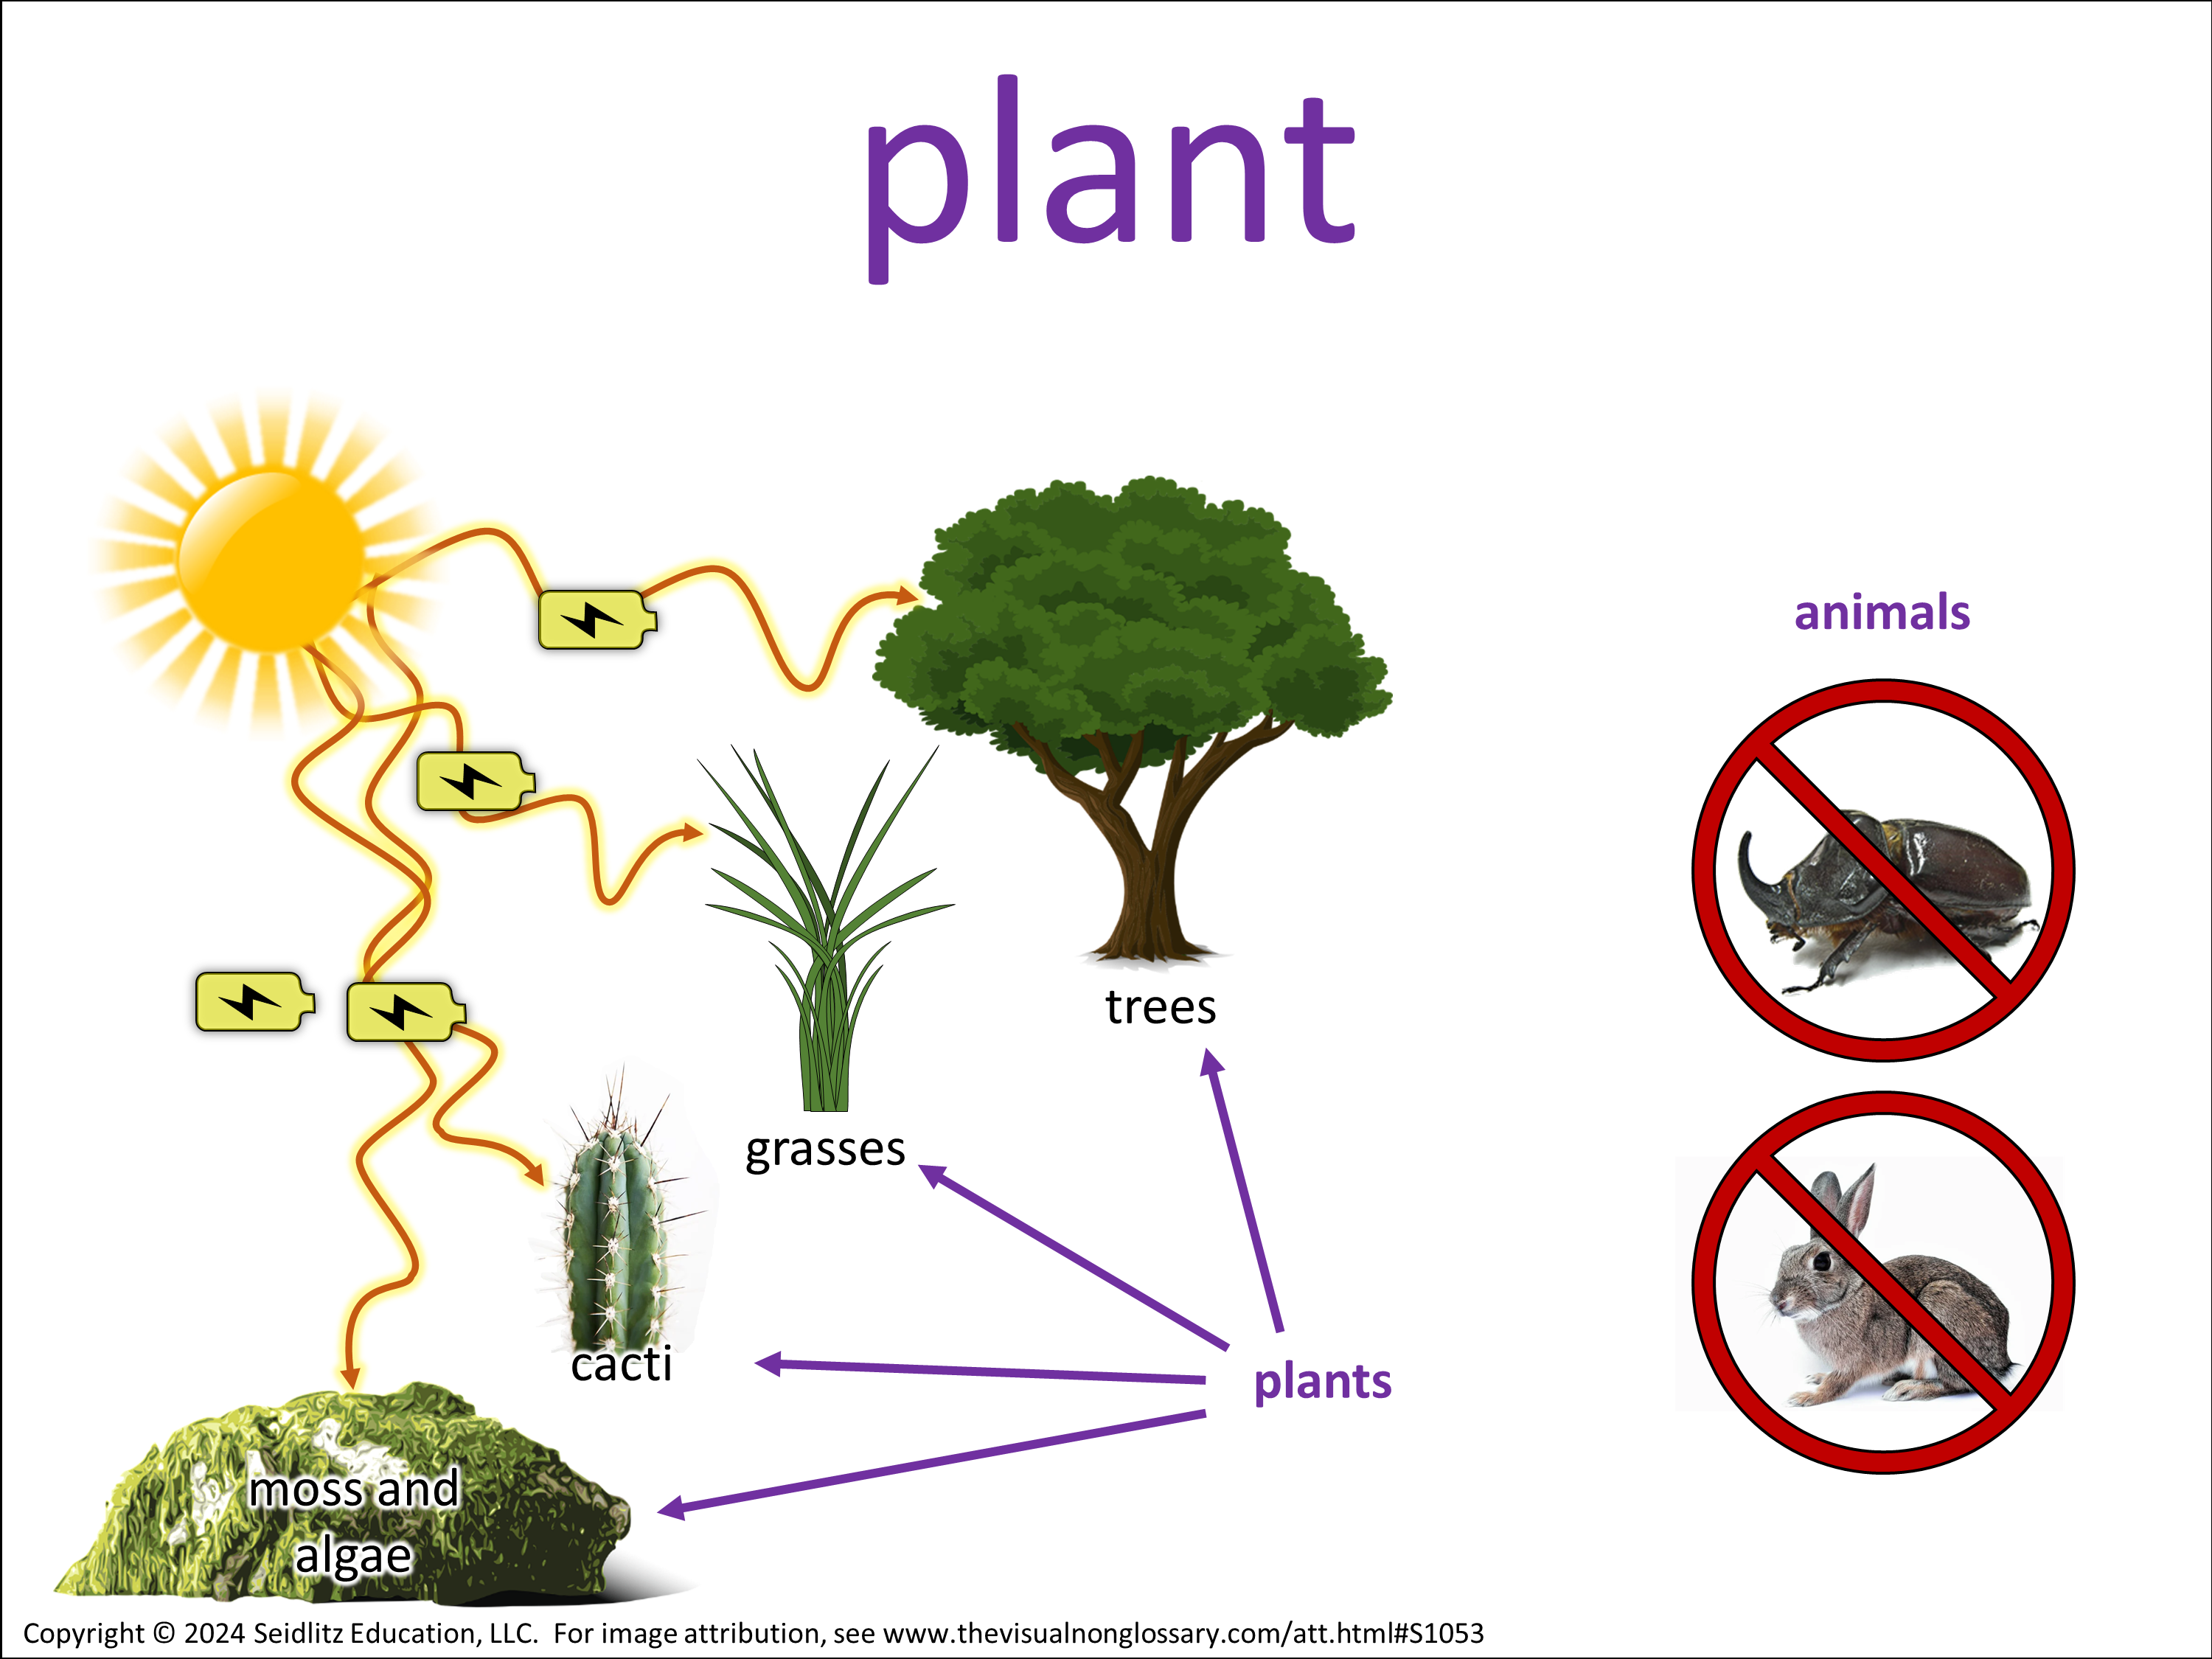 plant
animals
trees
grasses
cacti
plants
moss and
algae
Copyright © 2024 Seidlitz Education, LLC.  For image attribution, see www.thevisualnonglossary.com/att.html#S1053